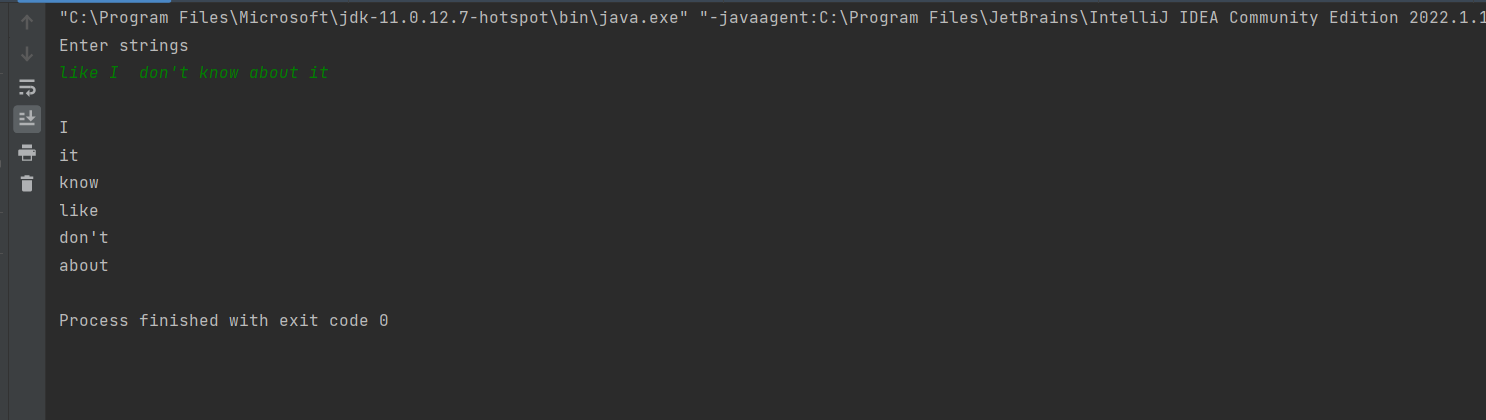 "C:\Program Files\Microsoft\jdk-11.0.12.7-hotspot\bin\java.exe" "-javaagent:C:\Program Files\JetBrains\IntelliJ IDEA Community Edition 2022.1.1
Enter strings
like I  don't know about it
I
it
know
like
don't
about
Process finished with exit code 0